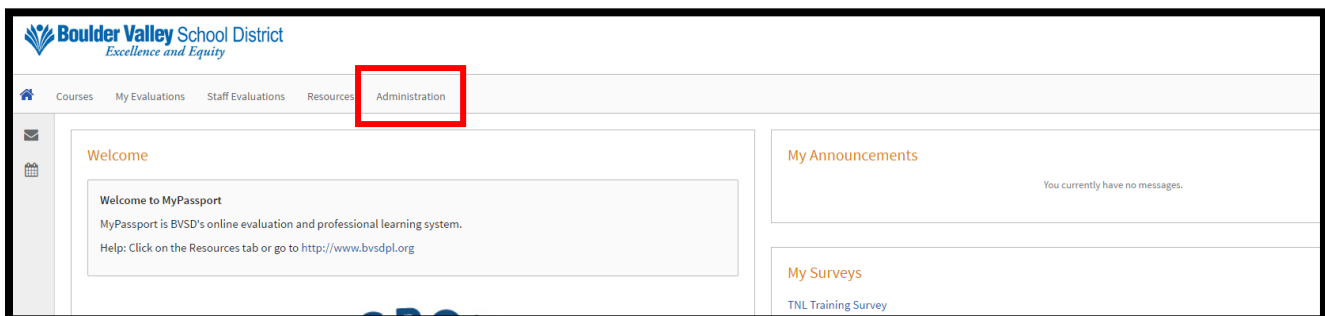 Boulder Valley School District
Excellence and Equity
Courses My Evaluations Staff Evaluations Resources Administration
Welcome
Welcome to MyPassport
MyPassport is BVSD's online evaluation and professional learning system.
Help: Click on the Resources tab or go to http://www.bvsdpl.org
My Announcements
You currently have no messages.
My Surveys
TNL Training Survey